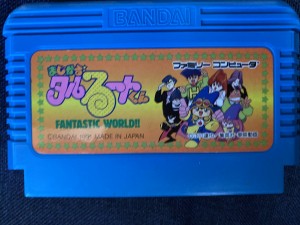 BANDAI
ファミリー コンピュータ
まじかる☆
タルるートくん
FANTASTIC WORLD!!
©BANDAI 1991 MADE IN JAPAN